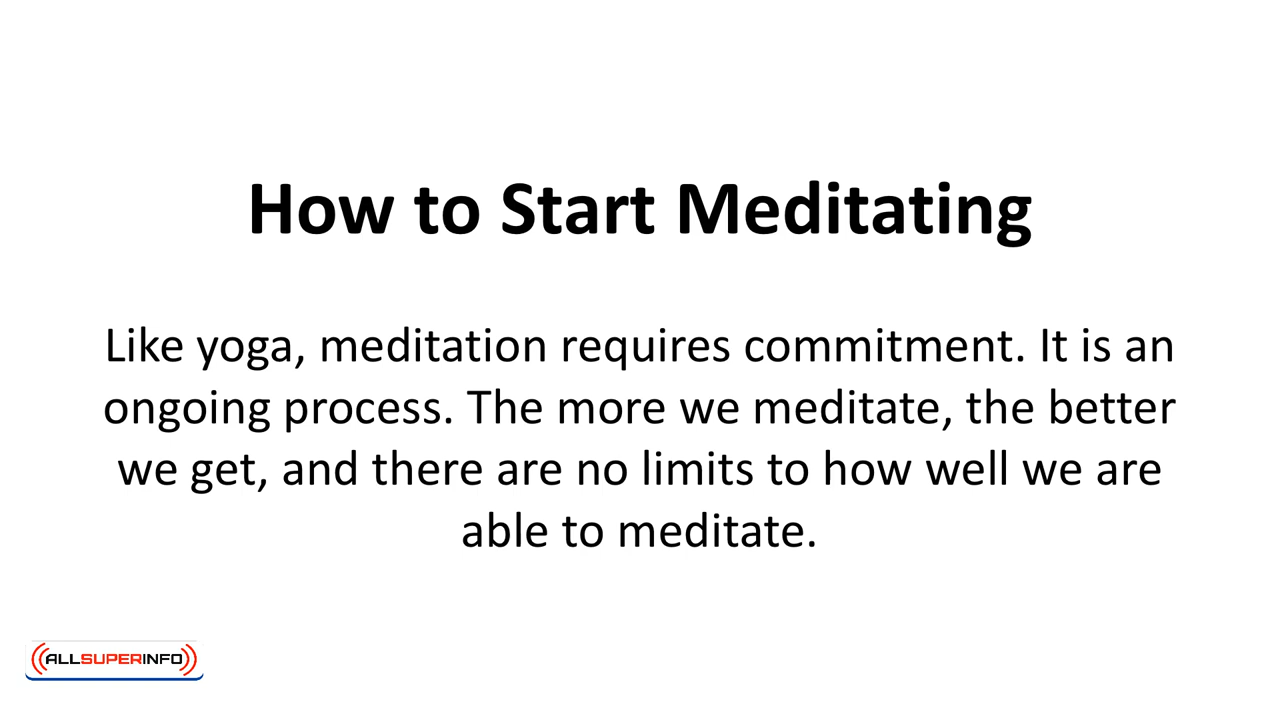 How to Start Meditating
Like yoga, meditation requires commitment. It is an
ongoing process. The more we meditate, the better
we get, and there are no limits to how well we are
able to meditate.
ALLSUPERINFO